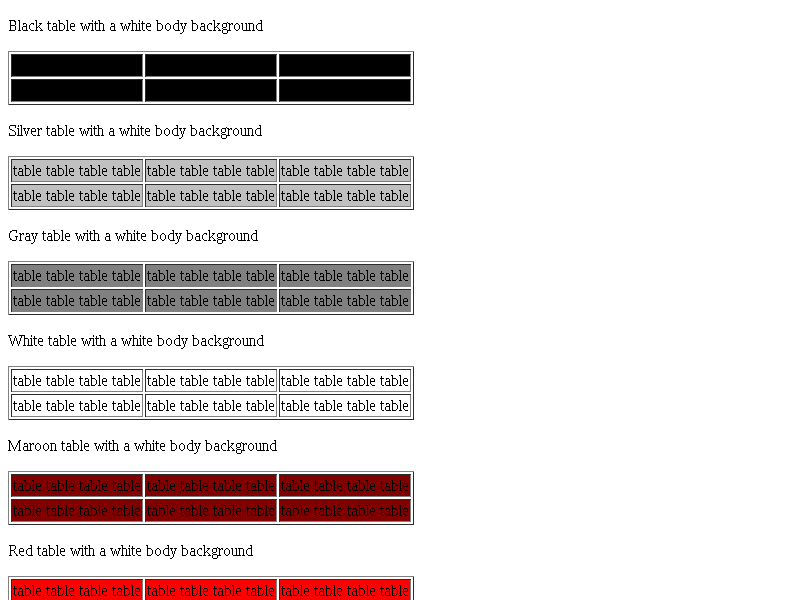 Black table with a white body background
Silver table with a white body background
table table table table table table table table table table table table
table table table table table table table table table table table table
Gray table with a white body background
table table table table table table table table table table table table
table table table table table table table table table table table table
White table with a white body background
table table table table table table table table table table table table
table table table table table table table table table table table table
Maroon table with a white body background
table table table table table table table table table table table table
table table table table table table table table table table table table
Red table with a white body background
table table table table table table table table table table table table